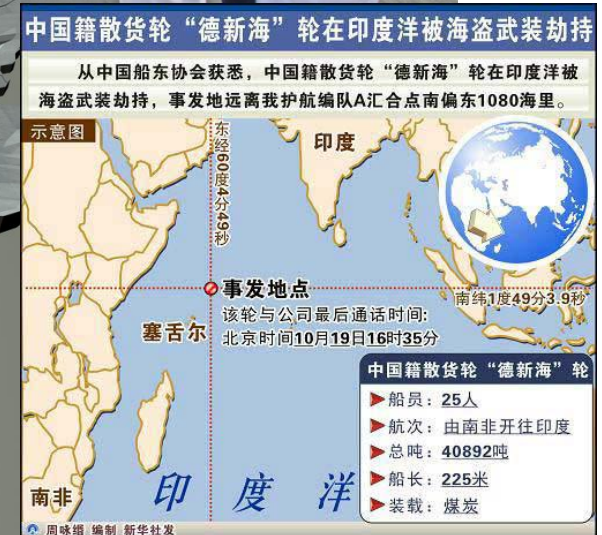 中国籍散货轮“德新海”轮在印度洋被海盗武装劫持
从中国船东协会获悉，中国籍散货轮“德新海”轮在印度洋被
海盗武装劫持，事发地远离我护航编队A汇合点南偏东1080海里。
示意图
东经60度4分49秒
印度
事发地点
南纬1度49分3.9秒
该轮与公司最后通话时间:
塞舌尔
北京时间10月19日16时35分
中国籍散货轮“德新海”轮
船员：25人
航次：由南非开往印度
总吨：40892吨
船长：225米
装载：煤炭
南非
印度洋
周咏缗 编制 新华社发